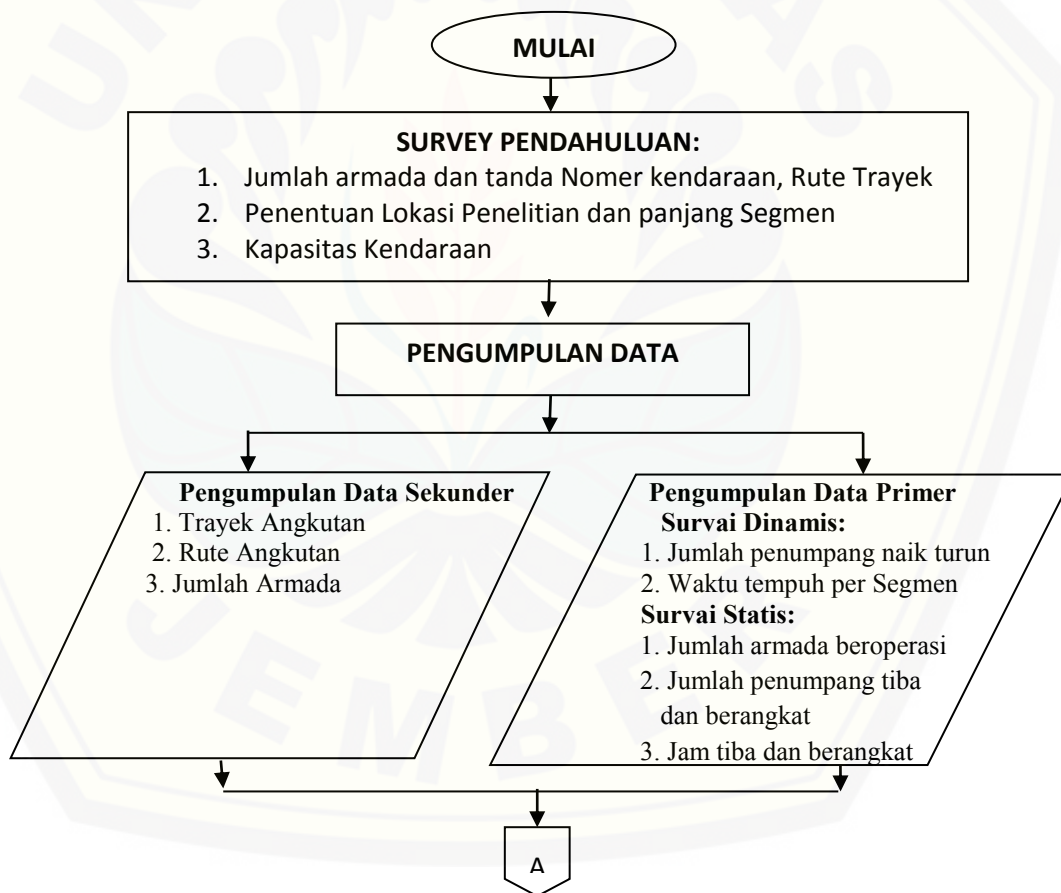 MULAI
SURVEY PENDAHULUAN:
1. Jumlah armada dan tanda Nomer kendaraan, Rute Trayek
2. Penentuan Lokasi Penelitian dan panjang Segmen
3. Kapasitas Kendaraan
PENGUMPULAN DATA
Pengumpulan Data Sekunder
1. Trayek Angkutan
2. Rute Angkutan
3. Jumlah Armada
Pengumpulan Data Primer
Survai Dinamis:
1. Jumlah penumpang naik turun
2. Waktu tempuh per Segmen
Survai Statis:
1. Jumlah armada beroperasi
2. Jumlah penumpang tiba
dan berangkat
3. Jam tiba dan berangkat
A
JEMBER